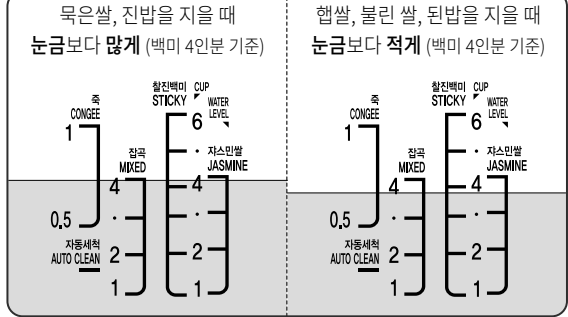 묵은쌀, 진밥을 지을 때
눈금보다 많게 (백미 4인분 기준)
죽
CONGEE
1
0.5
자동세척
AUTO CLEAN
잡곡
MIXED
4
·
2
1
찰진백미
STICKY
CUP
WATER
LEVEL
6
·
4
·
2
1
쟈스민쌀
JASMINE
햅쌀, 불린 쌀, 된밥을 지을 때
눈금보다 적게 (백미 4인분 기준)
죽
CONGEE
1
0.5
자동세척
AUTO CLEAN
잡곡
MIXED
4
·
2
1
찰진백미
STICKY
CUP
WATER
LEVEL
6
·
4
·
2
1
쟈스민쌀
JASMINE